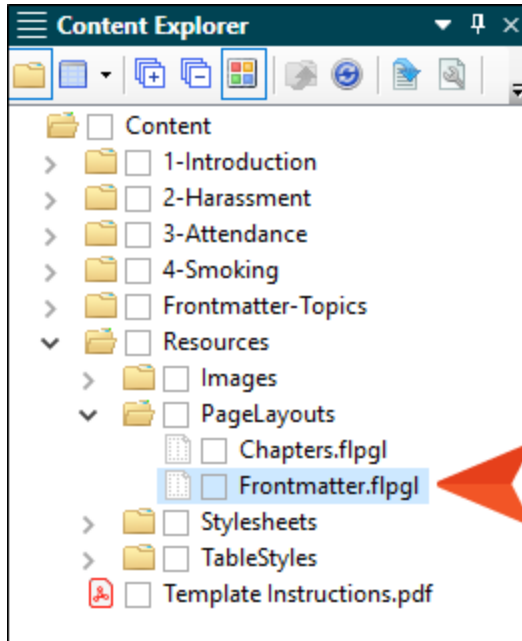 Content Explorer
Content
1-Introduction
2-Harassment
3-Attendance
4-Smoking
Frontmatter-Topics
Resources
Images
PageLayouts
Chapters.flpgl
Frontmatter.flpgl
Stylesheets
TableStyles
Template Instructions.pdf